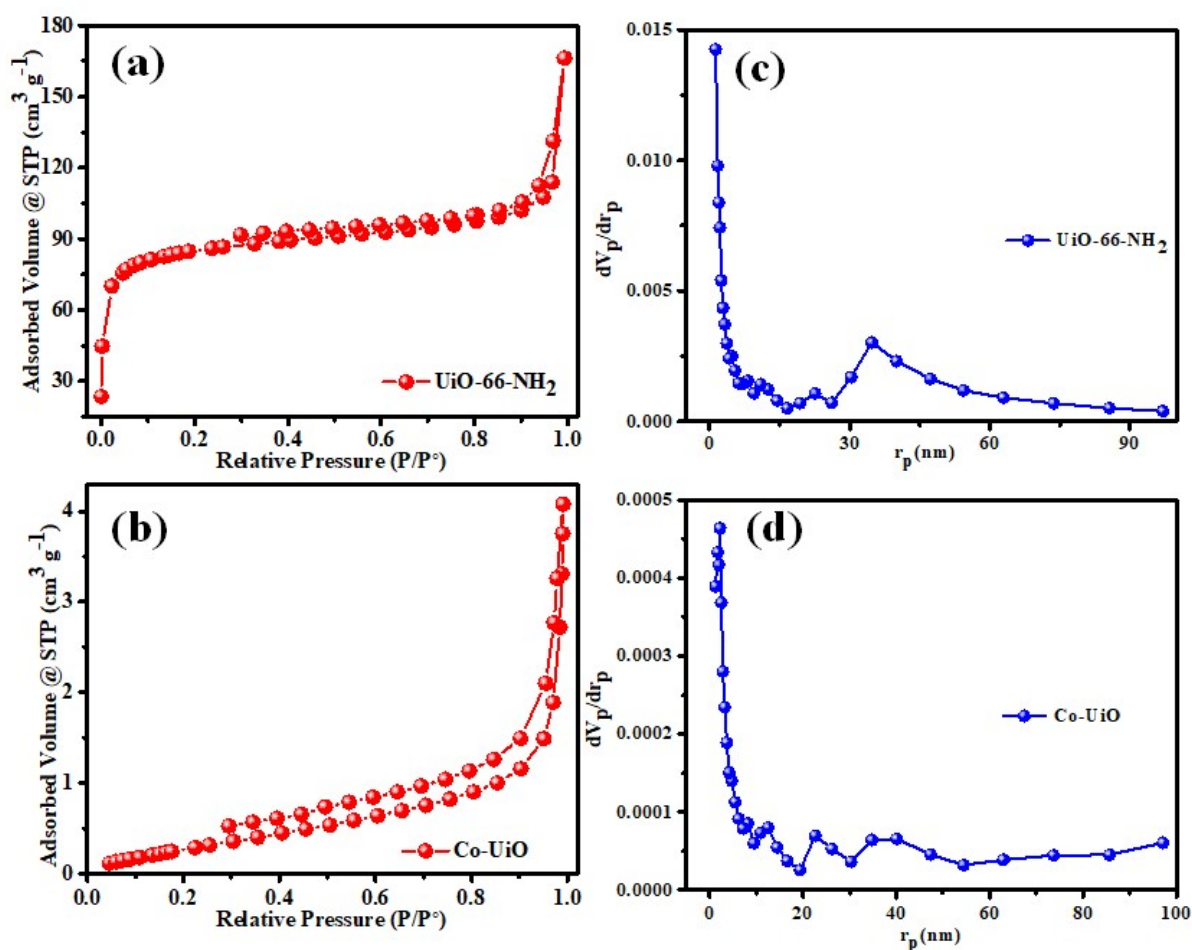 (a)
Adsorbed Volume @ STP (cm³ g⁻¹)
180
150
120
90
60
30
UiO-66-NH₂
0.0 0.2 0.4 0.6 0.8 1.0
Relative Pressure (P/P°)
(c)
dVₚ/drₚ
0.015
0.010
0.005
0.000
UiO-66-NH₂
0 30 60 90
rₚ (nm)
(b)
Adsorbed Volume @ STP (cm³ g⁻¹)
4
3
2
1
0
Co-UiO
0.0 0.2 0.4 0.6 0.8 1.0
Relative Pressure (P/P°)
(d)
dVₚ/drₚ
0.0005
0.0004
0.0003
0.0002
0.0001
0.0000
Co-UiO
0 20 40 60 80 100
rₚ (nm)